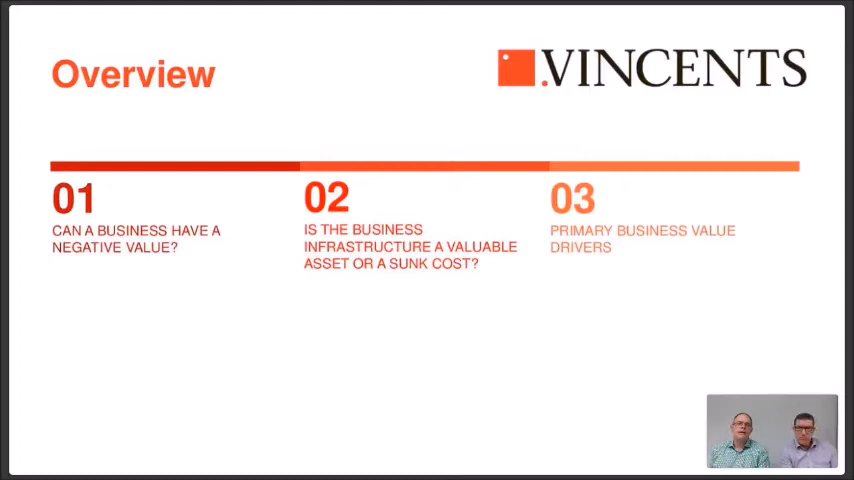 Overview
.VINCENTS
01
CAN A BUSINESS HAVE A
NEGATIVE VALUE?
02
IS THE BUSINESS
INFRASTRUCTURE A VALUABLE
ASSET OR A SUNK COST?
03
PRIMARY BUSINESS VALUE
DRIVERS